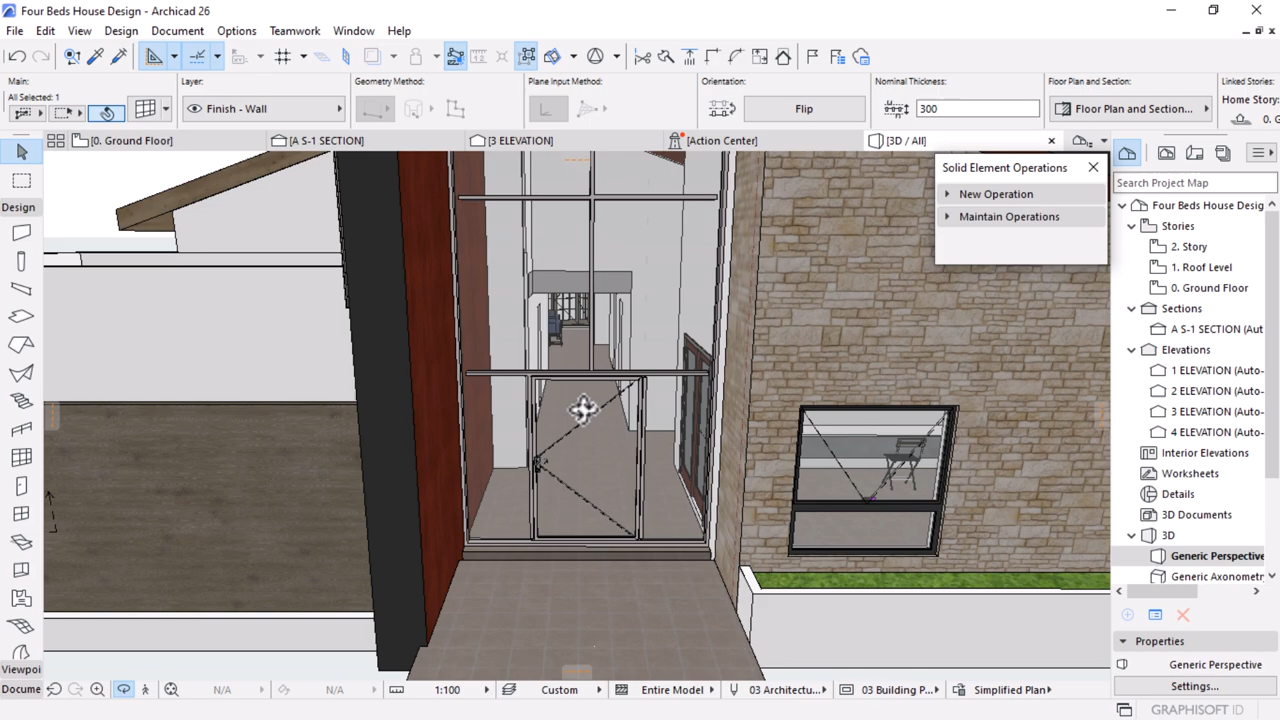 Four Beds House Design - Archicad 26
File Edit View Design Document Options Teamwork Window Help
Main:
All Selected: 1
Layer:
Finish - Wall
Geometry Method:
Plane Input Method:
Orientation:
Flip
Nominal Thickness:
300
Floor Plan and Section:
Floor Plan and Section...
Linked Stories:
Home Story:
0. G
[0. Ground Floor]
[A S-1 SECTION]
[3 ELEVATION]
[Action Center]
[3D / All]
Solid Element Operations
New Operation
Maintain Operations
Search Project Map
Four Beds House Desig
Stories
2. Story
1. Roof Level
0. Ground Floor
Sections
A S-1 SECTION (Aut
Elevations
1 ELEVATION (Auto-
2 ELEVATION (Auto-
3 ELEVATION (Auto-
4 ELEVATION (Auto-
Interior Elevations
Worksheets
Details
3D Documents
3D
Generic Perspective
Generic Axonometr
Properties
Generic Perspective
Settings...
Design
Viewpoi
Docume
N/A
N/A
1:100
Custom
Entire Model
03 Architectu...
03 Building P...
Simplified Plan
GRAPHISOFT ID